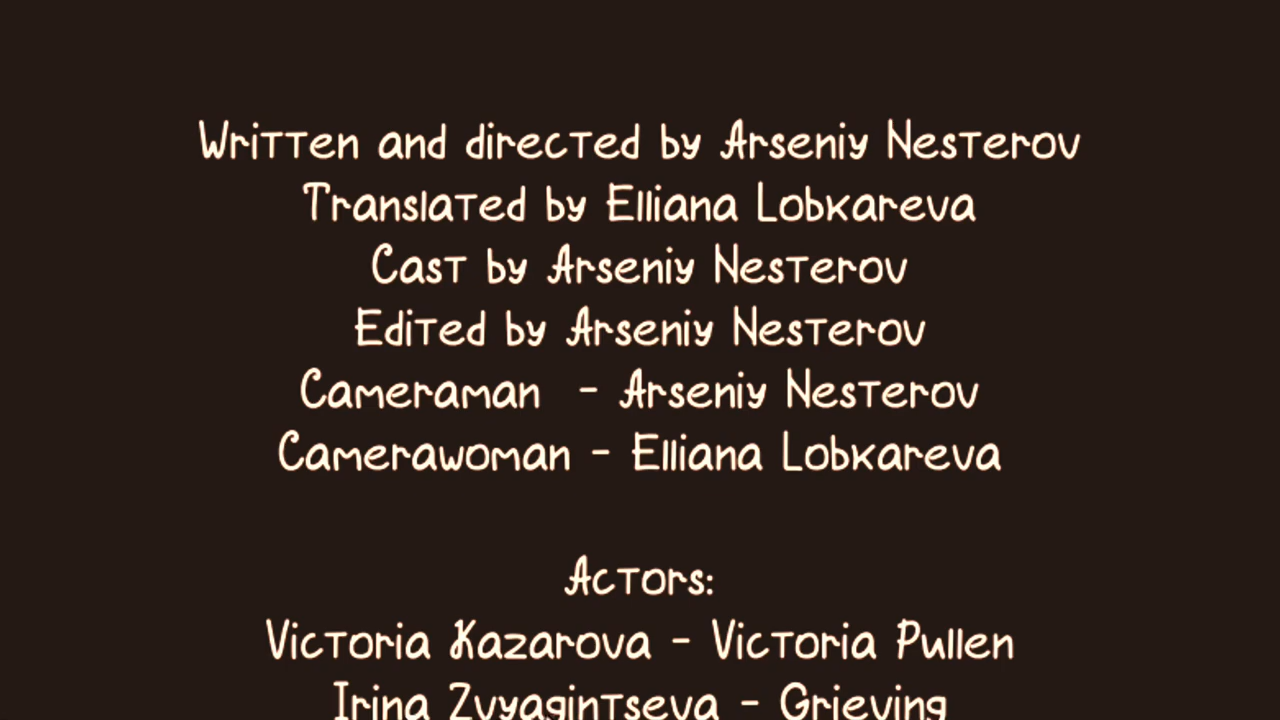 Written and directed by Arseniy Nesterov
Translated by Elliana Lobkareva
Cast by Arseniy Nesterov
Edited by Arseniy Nesterov
Cameraman - Arseniy Nesterov
Camerawoman - Elliana Lobkareva
Actors:
Victoria Kazarova - Victoria Pullen
Irina Zvyagintseva - Grieving